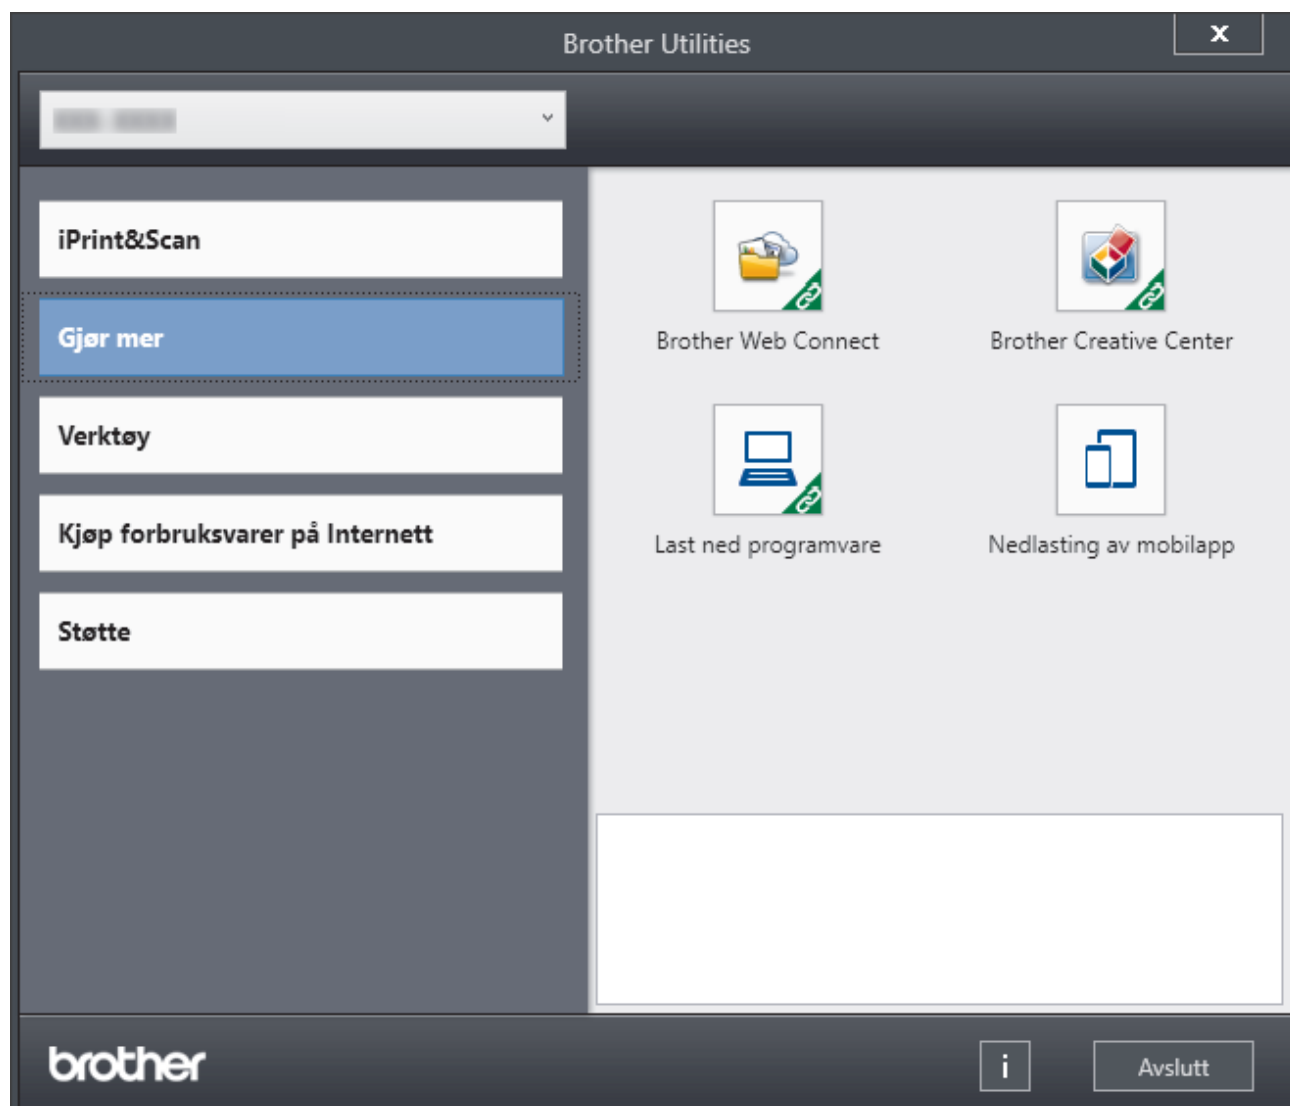 Brother Utilities
x
iPrint&Scan
Gjør mer
Verktøy
Kjøp forbruksvarer på Internett
Støtte
Brother Web Connect
Brother Creative Center
Last ned programvare
Nedlasting av mobilapp
brother
i
Avslutt